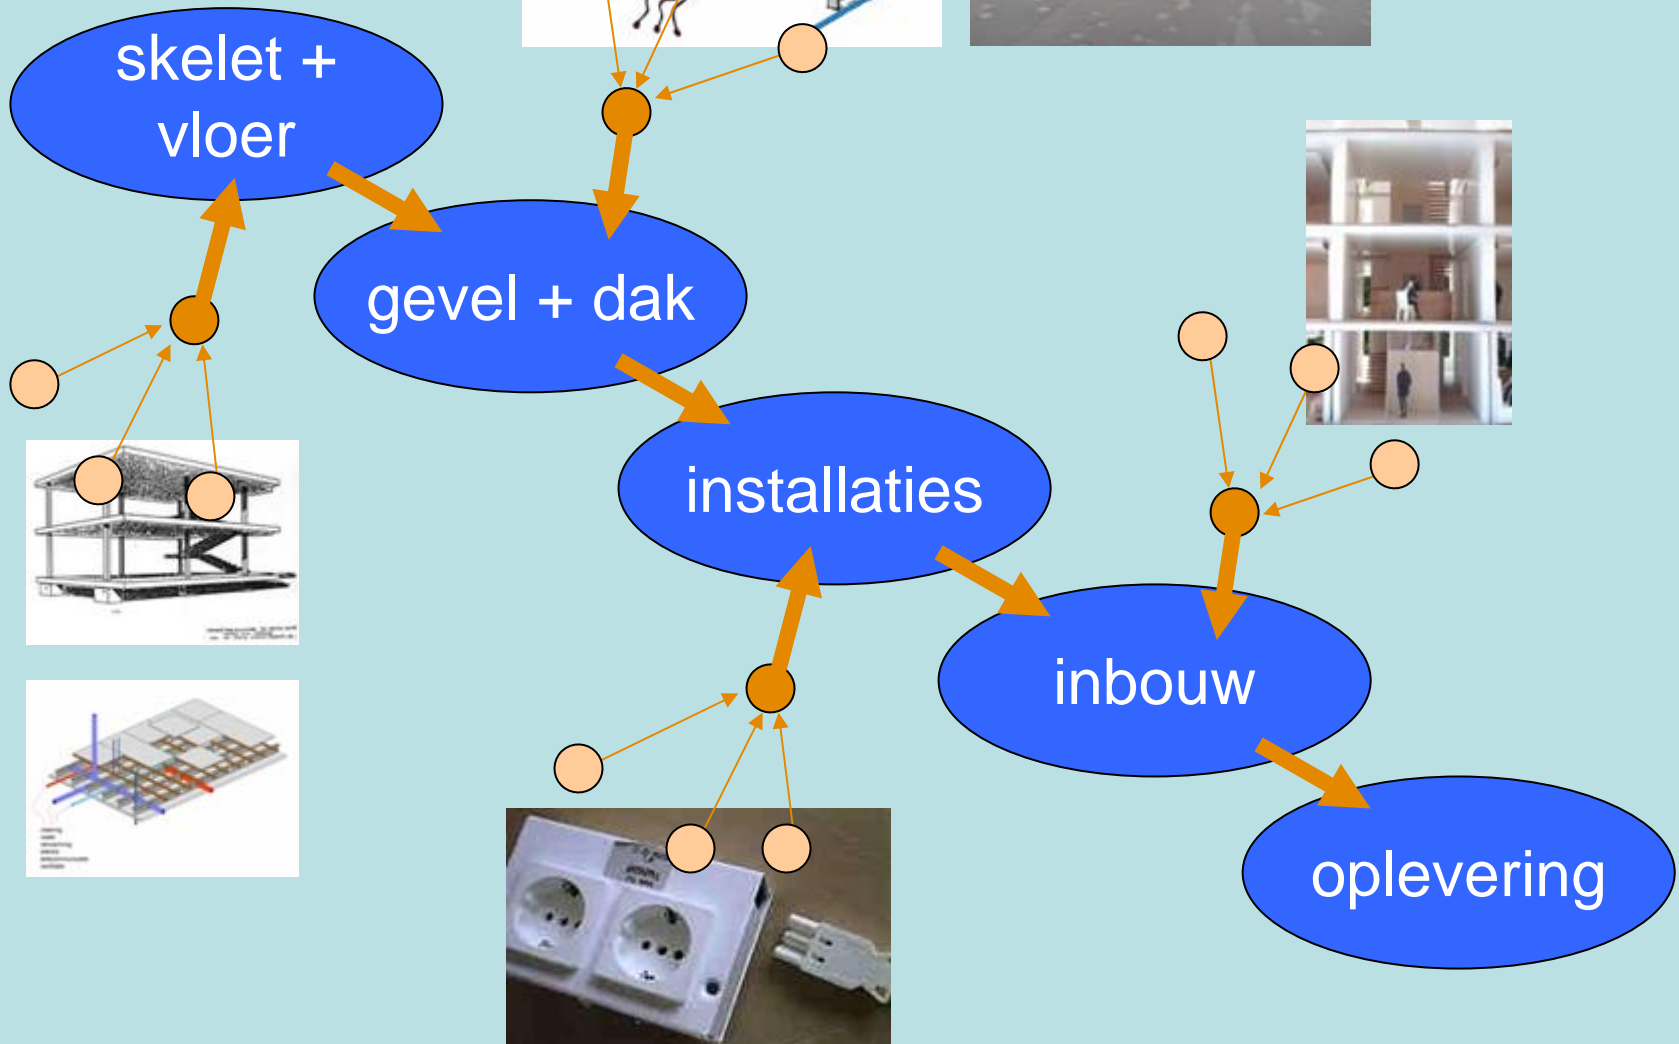 skelet +
vloer
gevel + dak
installaties
inbouw
oplevering